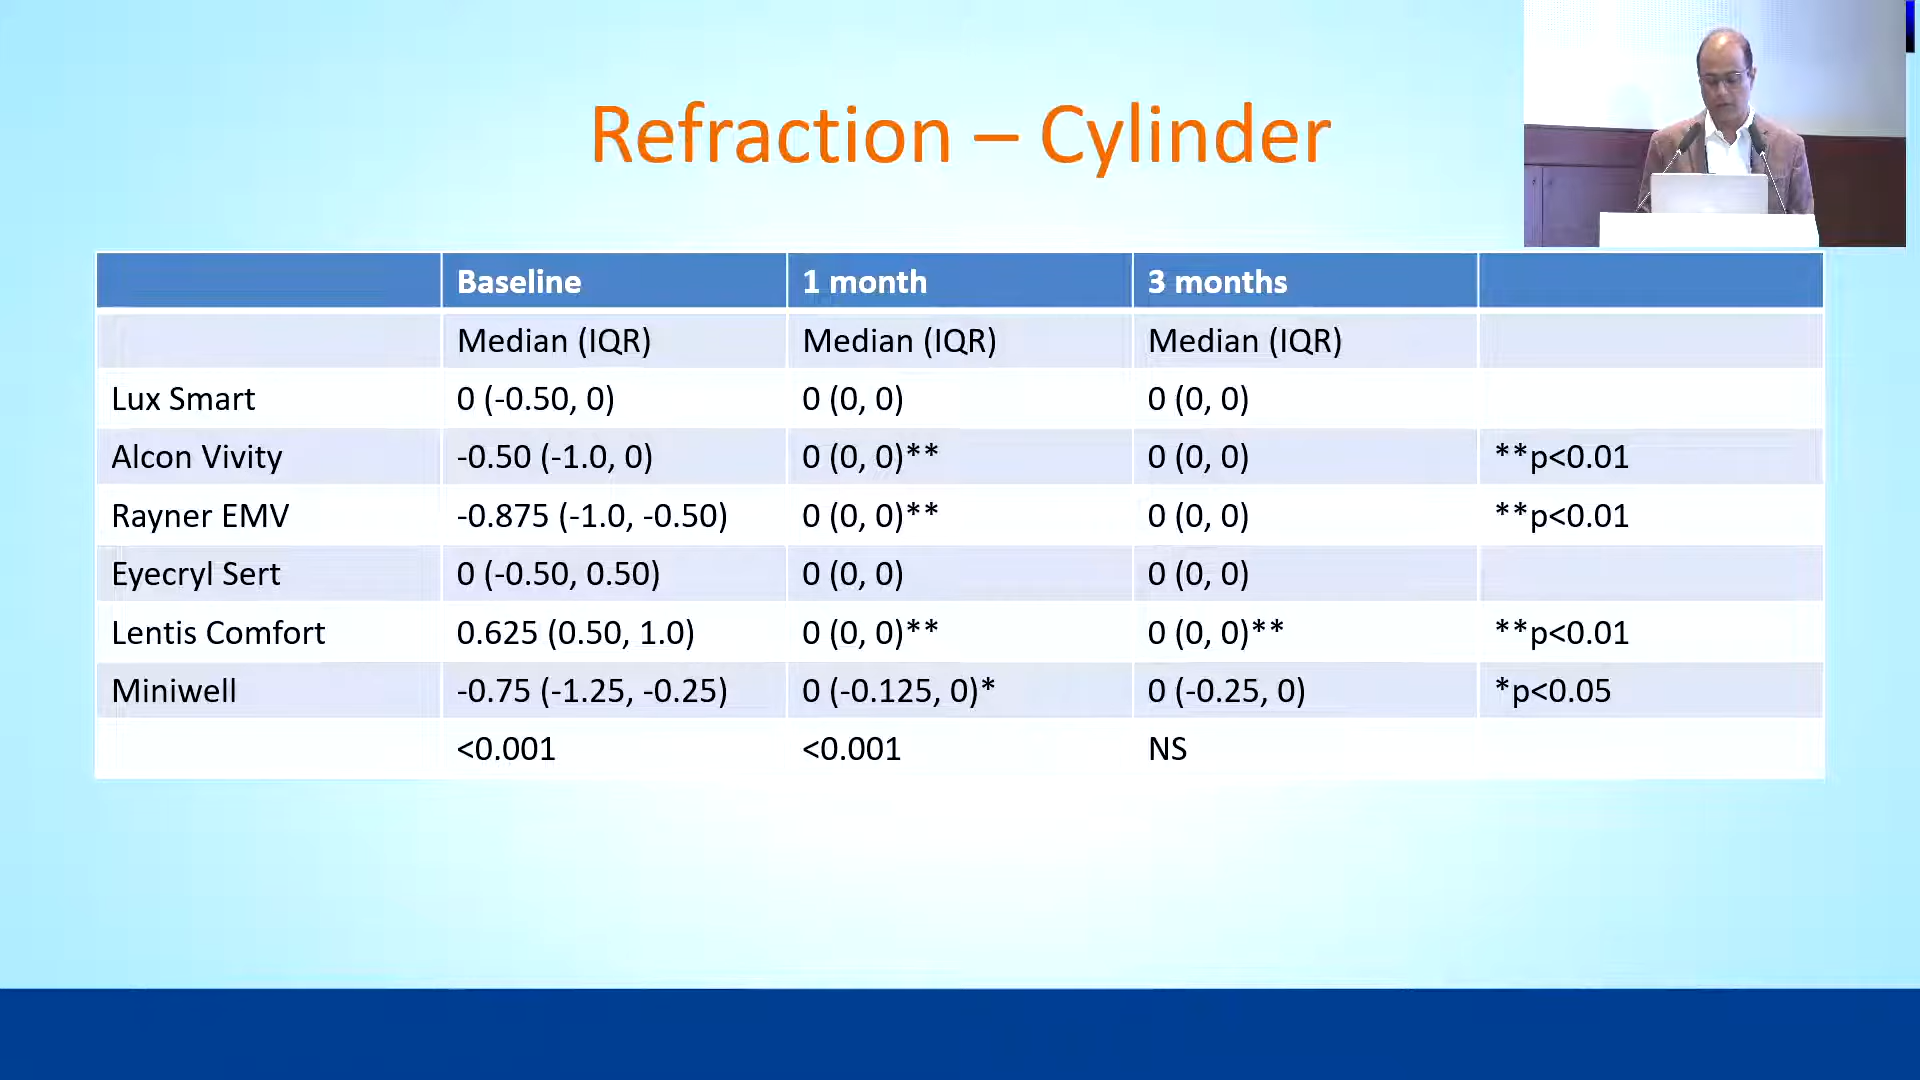 Refraction – Cylinder
Baseline 1 month 3 months
Median (IQR) Median (IQR) Median (IQR)
Lux Smart 0 (-0.50, 0) 0 (0, 0) 0 (0, 0)
Alcon Vivity -0.50 (-1.0, 0) 0 (0, 0)** 0 (0, 0) **p<0.01
Rayner EMV -0.875 (-1.0, -0.50) 0 (0, 0)** 0 (0, 0) **p<0.01
Eyecryl Sert 0 (-0.50, 0.50) 0 (0, 0) 0 (0, 0)
Lentis Comfort 0.625 (0.50, 1.0) 0 (0, 0)** 0 (0, 0)** **p<0.01
Miniwell -0.75 (-1.25, -0.25) 0 (-0.125, 0)* 0 (-0.25, 0) *p<0.05
<0.001 <0.001 NS